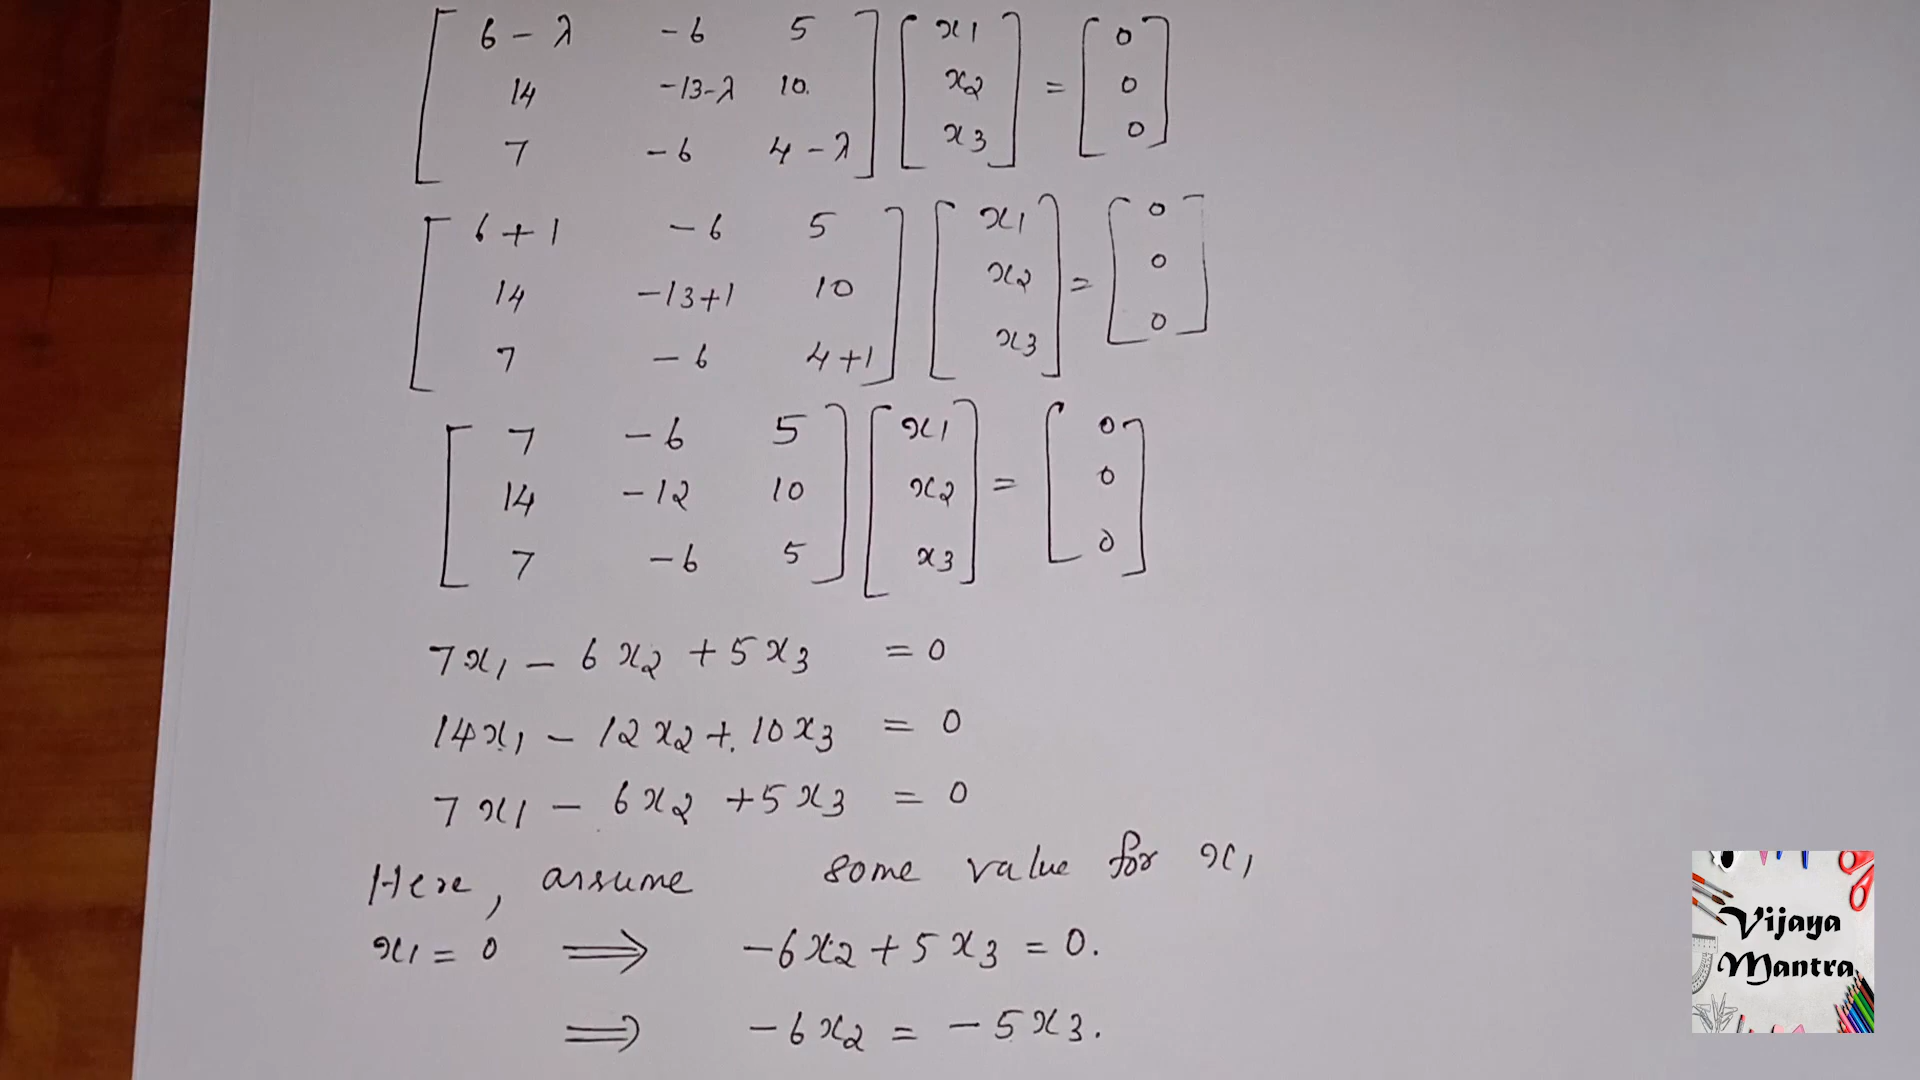 [ 6-λ -6 5 ] [ x1 ] [ 0 ]
[ 14 -13-λ 10. ] [ x2 ] = [ 0 ]
[ 7 -6 4-λ ] [ x3 ] [ 0 ]
[ 6+1 -6 5 ] [ x1 ] [ 0 ]
[ 14 -13+1 10 ] [ x2 ] = [ 0 ]
[ 7 -6 4+1 ] [ x3 ] [ 0 ]
[ 7 -6 5 ] [ x1 ] [ 0 ]
[ 14 -12 10 ] [ x2 ] = [ 0 ]
[ 7 -6 5 ] [ x3 ] [ 0 ]
7x1 - 6x2 + 5x3 = 0
14x1 - 12x2 + 10x3 = 0
7x1 - 6x2 + 5x3 = 0
Here, assume some value for x1
x1 = 0 ⟹ -6x2 + 5x3 = 0.
⟹ -6x2 = -5x3.
Vijaya
Mantra